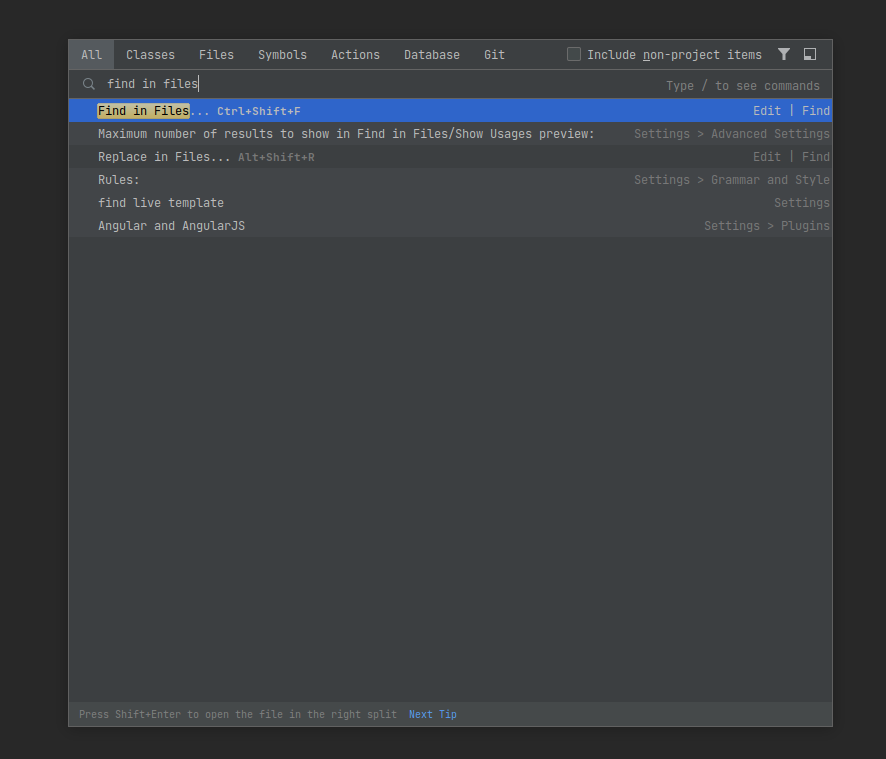 All Classes Files Symbols Actions Database Git Include non-project items
find in files Type / to see commands
Find in Files... Ctrl+Shift+F Edit | Find
Maximum number of results to show in Find in Files/Show Usages preview: Settings > Advanced Settings
Replace in Files... Alt+Shift+R Edit | Find
Rules: Settings > Grammar and Style
find live template Settings
Angular and AngularJS Settings > Plugins
Press Shift+Enter to open the file in the right split Next Tip